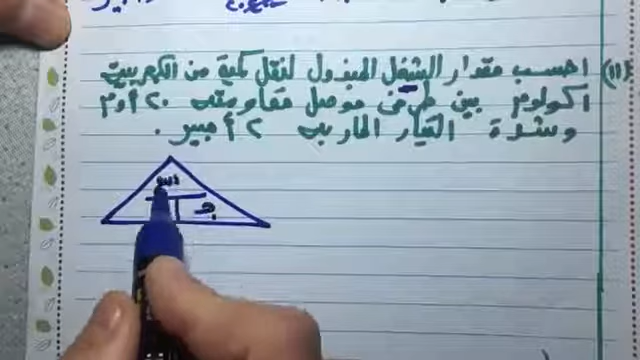 (١١) احسب مقدار الشغل المبذول لنقل كمية من الكهربية
١ كولوم بين طرفى موصل مقاومته ٢٠ أوم
وشدة التيار المار به ٢ أمبير .
ش
ج